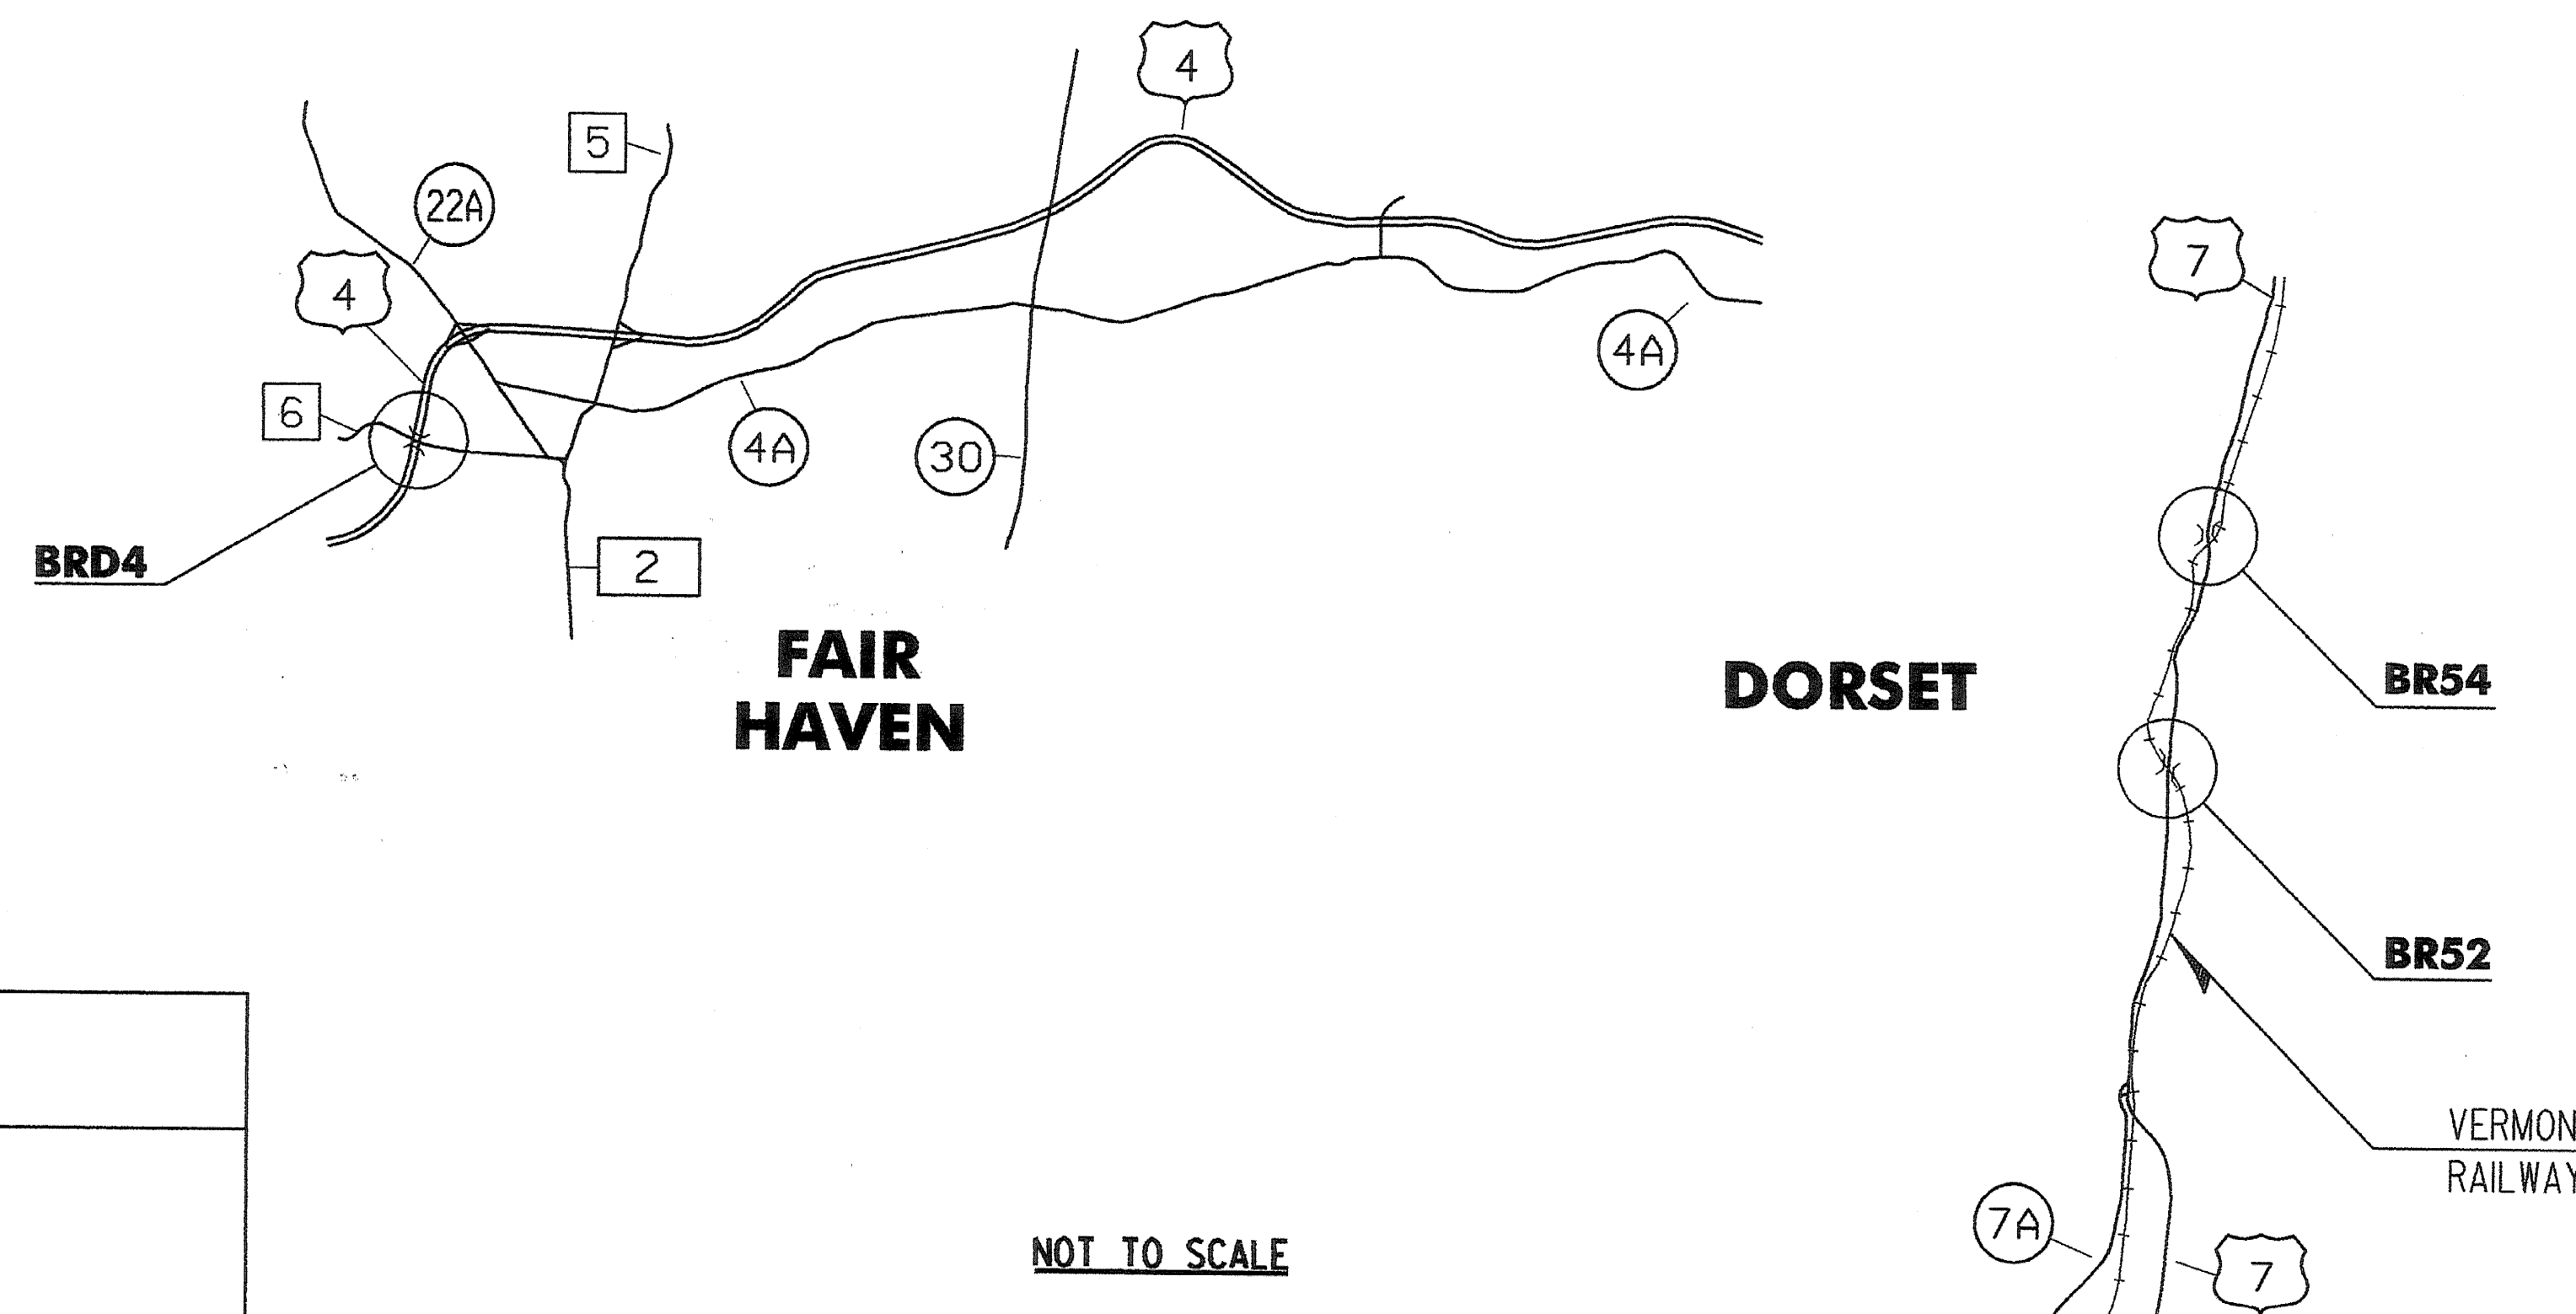 4
5
22A
7
4
4A
6
4A
30
BRD4
2
FAIR
HAVEN
DORSET
BR54
BR52
VERMON
RAILWAY
7A
NOT TO SCALE
7